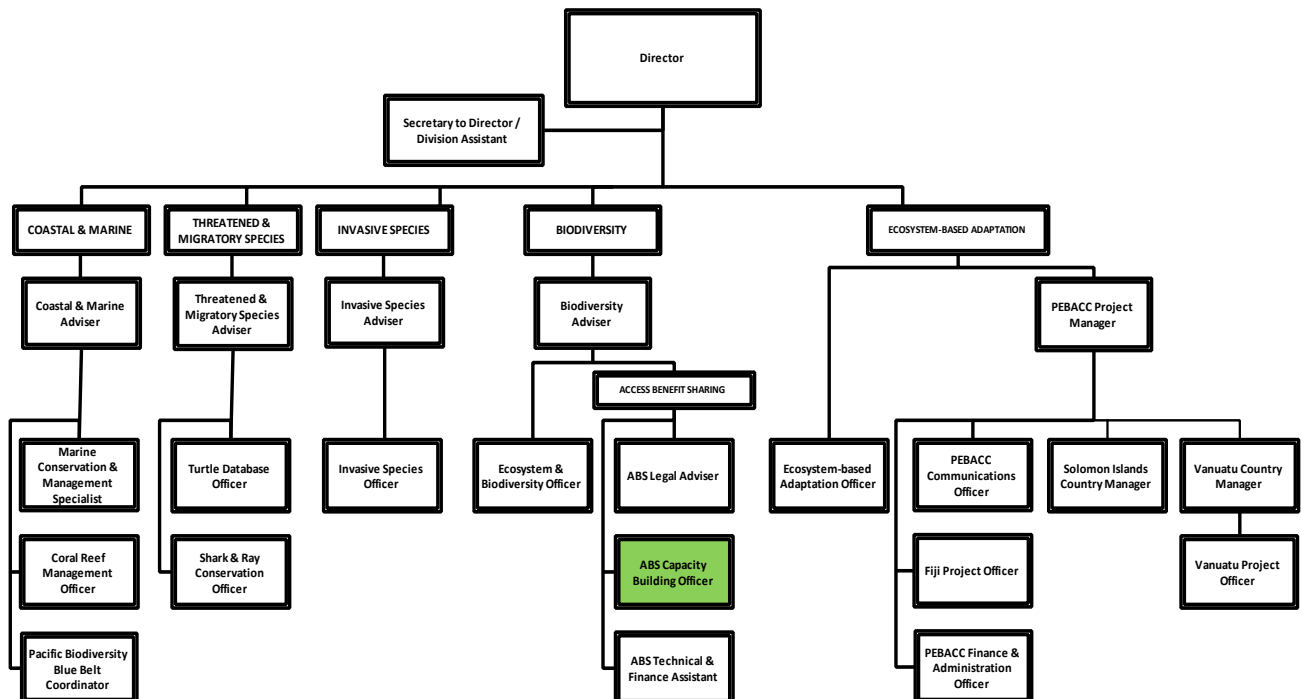 Director
Secretary to Director /
Division Assistant
COASTAL & MARINE
THREATENED &
MIGRATORY SPECIES
INVASIVE SPECIES
BIODIVERSITY
ECOSYSTEM-BASED ADAPTATION
Coastal & Marine
Adviser
Threatened &
Migratory Species
Adviser
Invasive Species
Adviser
Biodiversity
Adviser
PEBACC Project
Manager
ACCESS BENEFIT SHARING
Marine
Conservation &
Management
Specialist
Turtle Database
Officer
Invasive Species
Officer
Ecosystem &
Biodiversity Officer
ABS Legal Adviser
Ecosystem-based
Adaptation Officer
PEBACC
Communications
Officer
Solomon Islands
Country Manager
Vanuatu Country
Manager
Coral Reef
Management
Officer
Shark & Ray
Conservation
Officer
ABS Capacity
Building Officer
Fiji Project Officer
Vanuatu Project
Officer
Pacific Biodiversity
Blue Belt
Coordinator
ABS Technical &
Finance Assistant
PEBACC Finance &
Administration
Officer